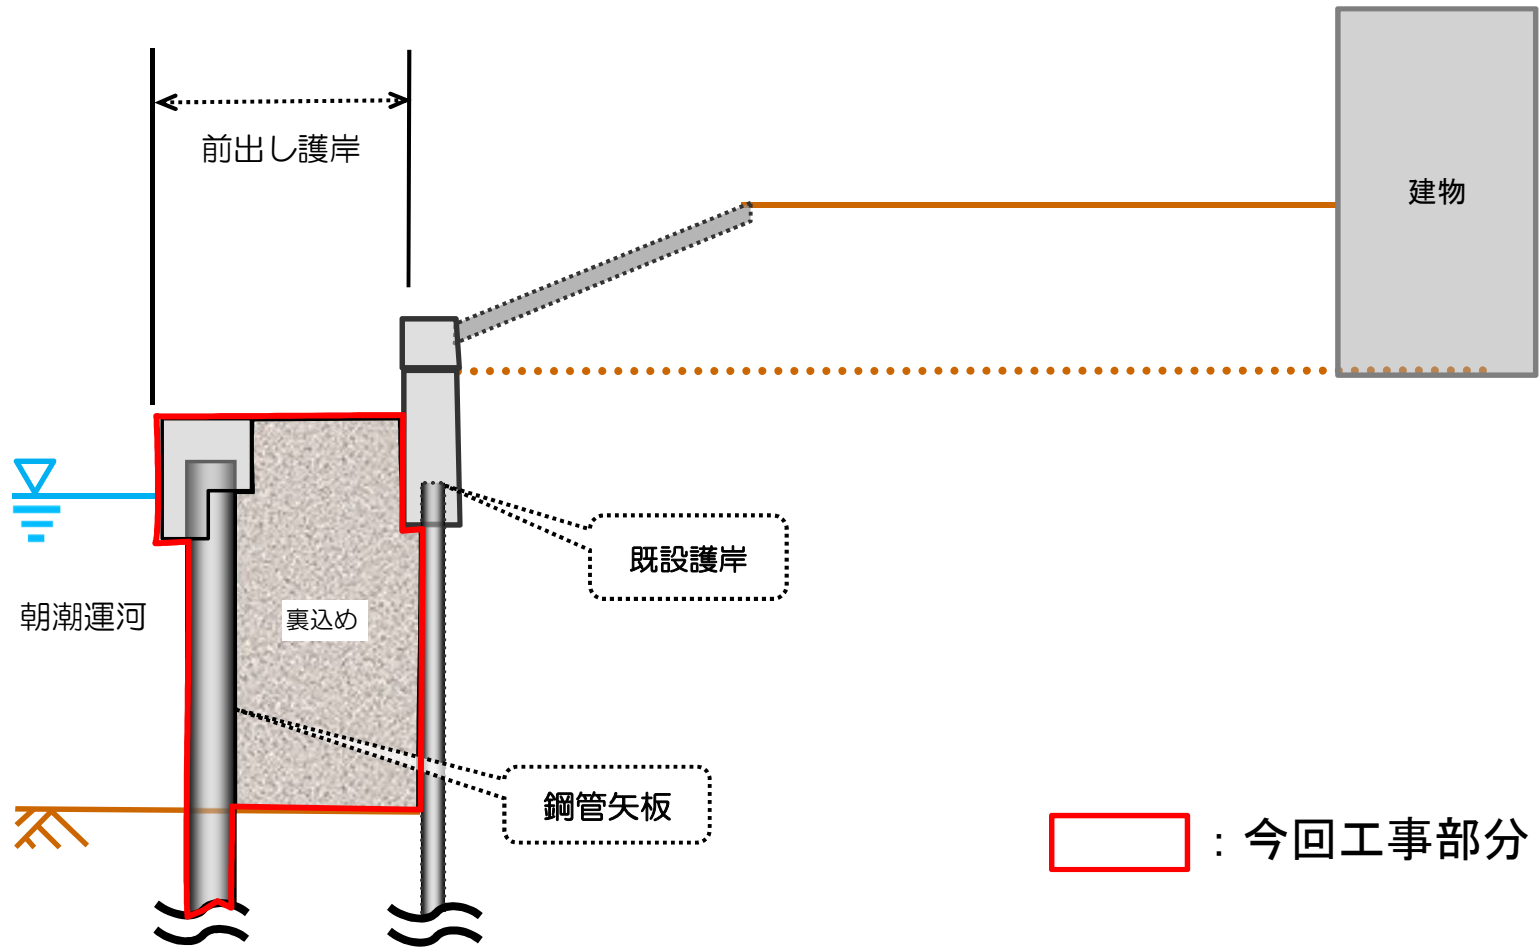 前出し護岸
建物
既設護岸
朝潮運河
裏込め
鋼管矢板
：今回工事部分